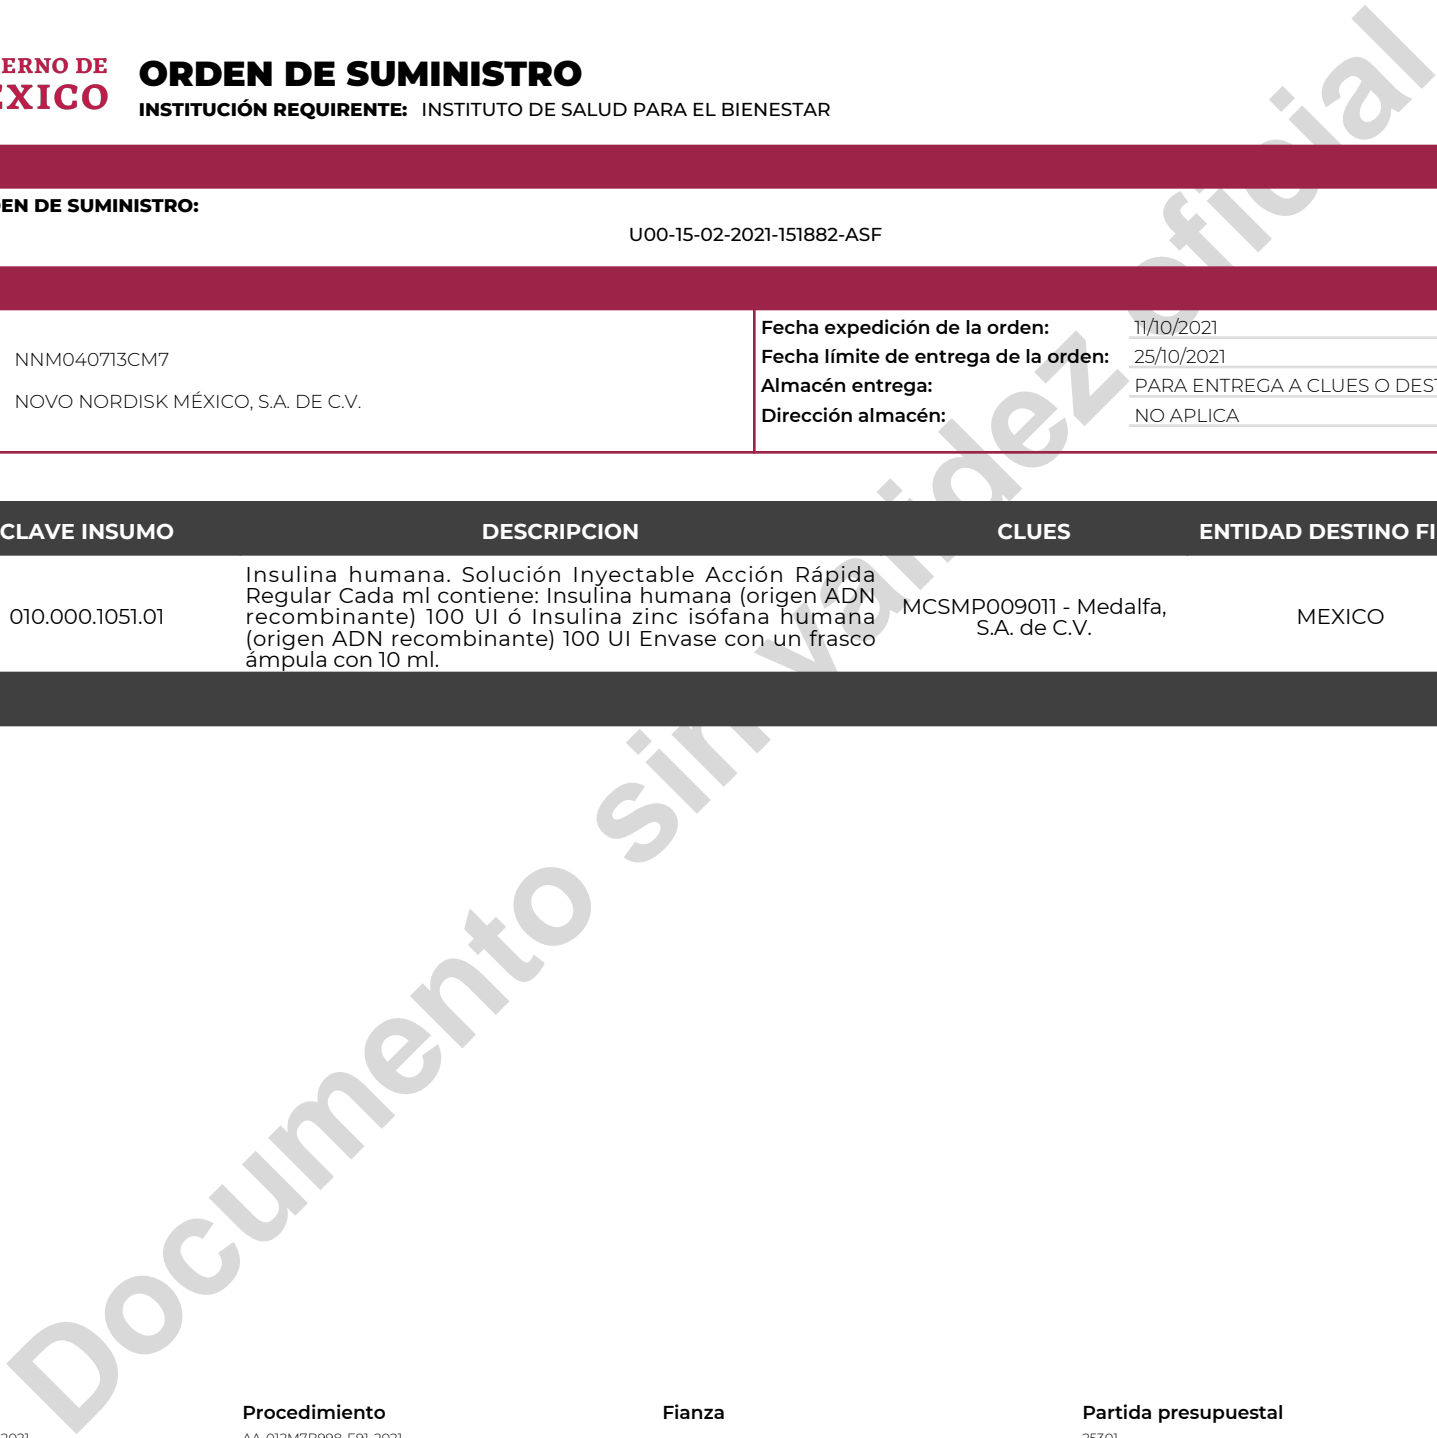 ERNO DE
EXICO
ORDEN DE SUMINISTRO
INSTITUCIÓN REQUIRENTE: INSTITUTO DE SALUD PARA EL BIENESTAR
EN DE SUMINISTRO:
U00-15-02-2021-151882-ASF
NNM040713CM7
NOVO NORDISK MÉXICO, S.A. DE C.V.
Fecha expedición de la orden: 11/10/2021
Fecha límite de entrega de la orden: 25/10/2021
Almacén entrega: PARA ENTREGA A CLUES O DEST
Dirección almacén: NO APLICA
CLAVE INSUMO DESCRIPCION CLUES ENTIDAD DESTINO FI
010.000.1051.01
Insulina humana. Solución Inyectable Acción Rápida
Regular Cada ml contiene: Insulina humana (origen ADN
recombinante) 100 UI ó Insulina zinc isófana humana
(origen ADN recombinante) 100 UI Envase con un frasco
ámpula con 10 ml.
MCSMP009011 - Medalfa,
S.A. de C.V.
MEXICO
Documento sin validez oficial
Procedimiento Fianza Partida presupuestal